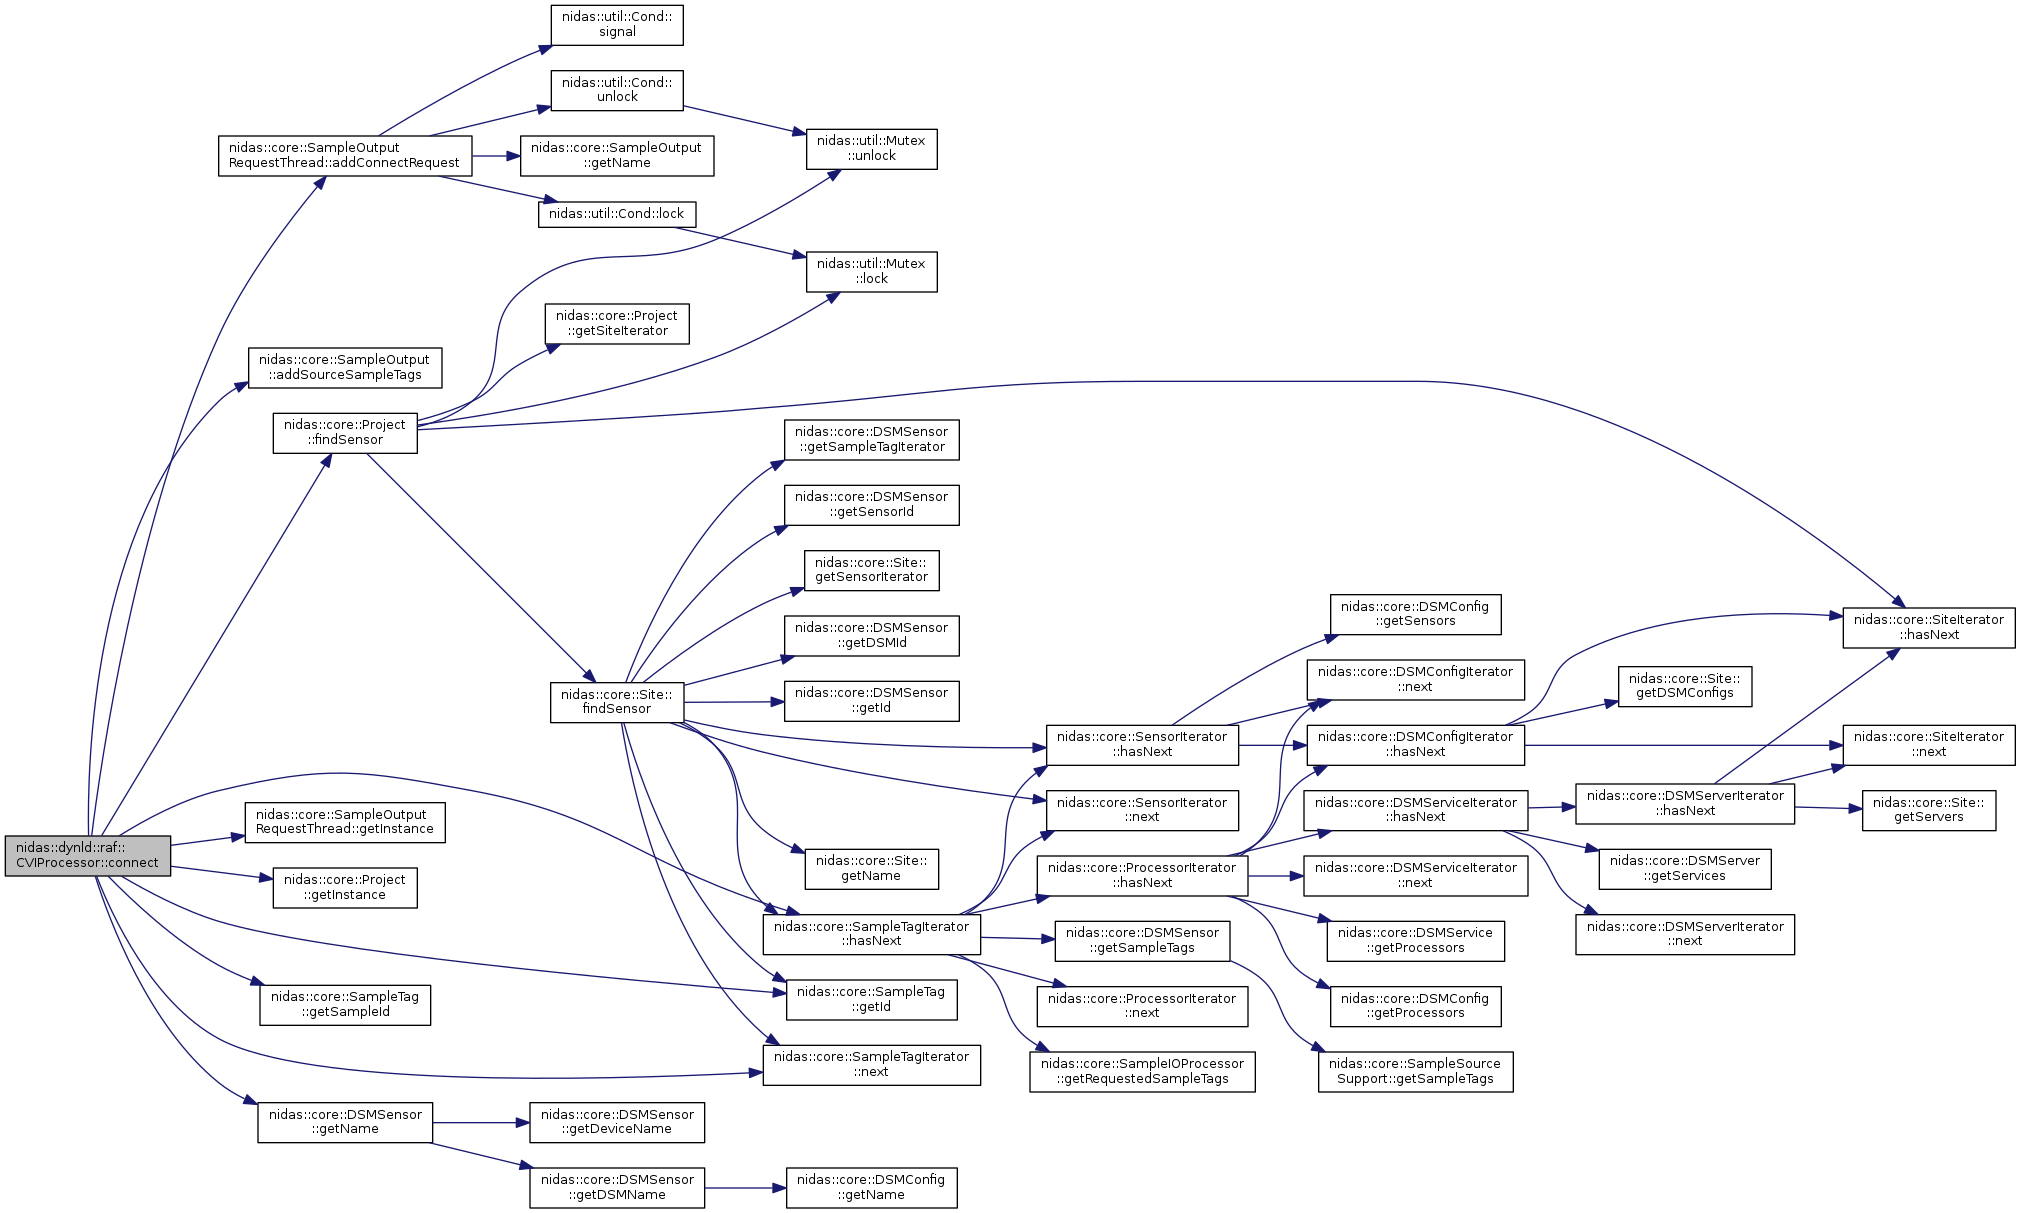 nidas::util::Cond::
signal
nidas::util::Cond::
unlock
nidas::util::Mutex
::unlock
nidas::core::SampleOutput
RequestThread::addConnectRequest
nidas::core::SampleOutput
::getName
nidas::util::Cond::lock
nidas::util::Mutex
::lock
nidas::core::Project
::getSiteIterator
nidas::core::SampleOutput
::addSourceSampleTags
nidas::core::Project
::findSensor
nidas::core::DSMSensor
::getSampleTagIterator
nidas::core::DSMSensor
::getSensorId
nidas::core::Site::
getSensorIterator
nidas::core::DSMSensor
::getDSMId
nidas::core::DSMSensor
::getId
nidas::core::Site::
findSensor
nidas::core::DSMConfig
::getSensors
nidas::core::SiteIterator
::hasNext
nidas::core::DSMConfigIterator
::next
nidas::core::Site::
getDSMConfigs
nidas::core::SensorIterator
::hasNext
nidas::core::DSMConfigIterator
::hasNext
nidas::core::SiteIterator
::next
nidas::core::SensorIterator
::next
nidas::core::DSMServiceIterator
::hasNext
nidas::core::DSMServerIterator
::hasNext
nidas::core::Site::
getServers
nidas::core::SampleOutput
RequestThread::getInstance
nidas::dynld::raf::
CVIProcessor::connect
nidas::core::Project
::getInstance
nidas::core::Site::
getName
nidas::core::ProcessorIterator
::hasNext
nidas::core::DSMServiceIterator
::next
nidas::core::DSMServer
::getServices
nidas::core::SampleTagIterator
::hasNext
nidas::core::DSMSensor
::getSampleTags
nidas::core::DSMService
::getProcessors
nidas::core::DSMServerIterator
::next
nidas::core::SampleTag
::getSampleId
nidas::core::SampleTag
::getId
nidas::core::ProcessorIterator
::next
nidas::core::DSMConfig
::getProcessors
nidas::core::SampleTagIterator
::next
nidas::core::SampleIOProcessor
::getRequestedSampleTags
nidas::core::SampleSource
Support::getSampleTags
nidas::core::DSMSensor
::getName
nidas::core::DSMSensor
::getDeviceName
nidas::core::DSMSensor
::getDSMName
nidas::core::DSMConfig
::getName